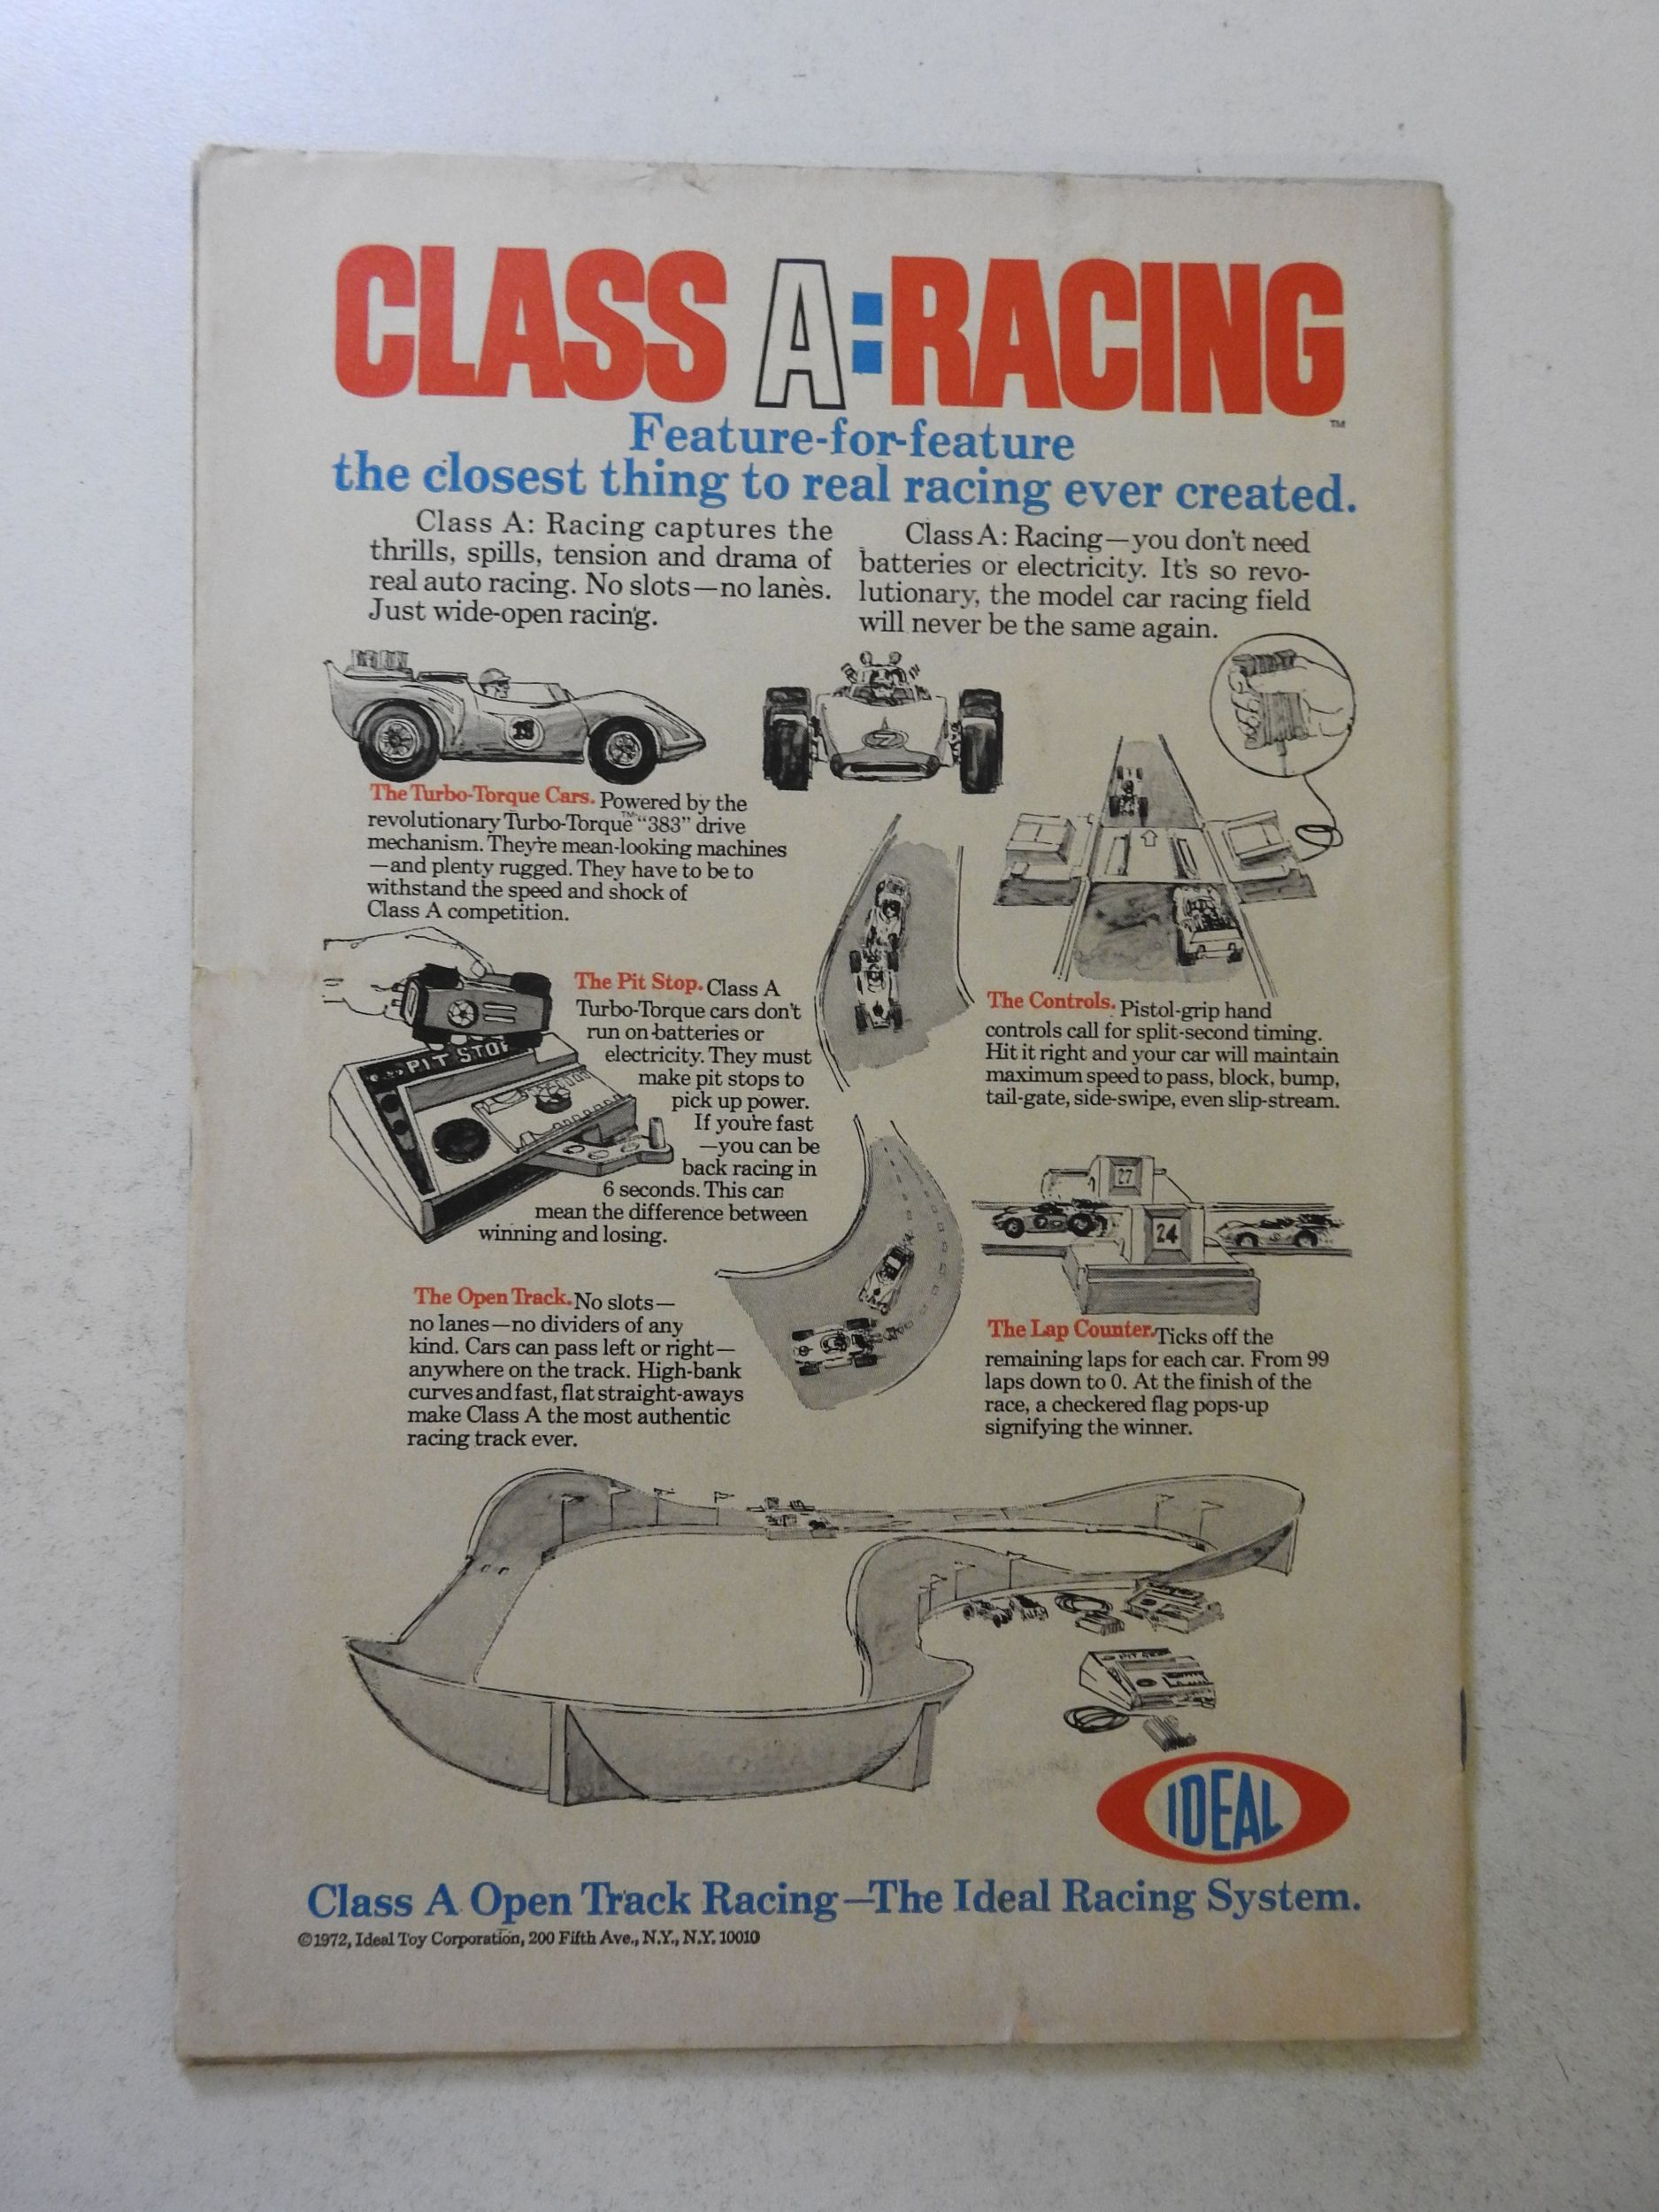 CLASS A:RACING
TM
Feature-for-feature
the closest thing to real racing ever created.
Class A: Racing captures the
thrills, spills, tension and drama of
real auto racing. No slots—no lanes.
Just wide-open racing.
Class A: Racing—you don't need
batteries or electricity. It's so revo-
lutionary, the model car racing field
will never be the same again.
The Turbo-Torque Cars. Powered by the
revolutionary Turbo-Torque™ "383" drive
mechanism. They're mean-looking machines
—and plenty rugged. They have to be to
withstand the speed and shock of
Class A competition.
PIT STOP
The Pit Stop. Class A
Turbo-Torque cars don't
run on batteries or
electricity. They must
make pit stops to
pick up power.
If you're fast
—you can be
back racing in
6 seconds. This can
mean the difference between
winning and losing.
The Controls. Pistol-grip hand
controls call for split-second timing.
Hit it right and your car will maintain
maximum speed to pass, block, bump,
tail-gate, side-swipe, even slip-stream.
27
24
The Open Track. No slots—
no lanes—no dividers of any
kind. Cars can pass left or right—
anywhere on the track. High-bank
curves and fast, flat straight-aways
make Class A the most authentic
racing track ever.
The Lap Counter. Ticks off the
remaining laps for each car. From 99
laps down to 0. At the finish of the
race, a checkered flag pops-up
signifying the winner.
IDEAL
Class A Open Track Racing—The Ideal Racing System.
©1972, Ideal Toy Corporation, 200 Fifth Ave., N.Y., N.Y. 10010